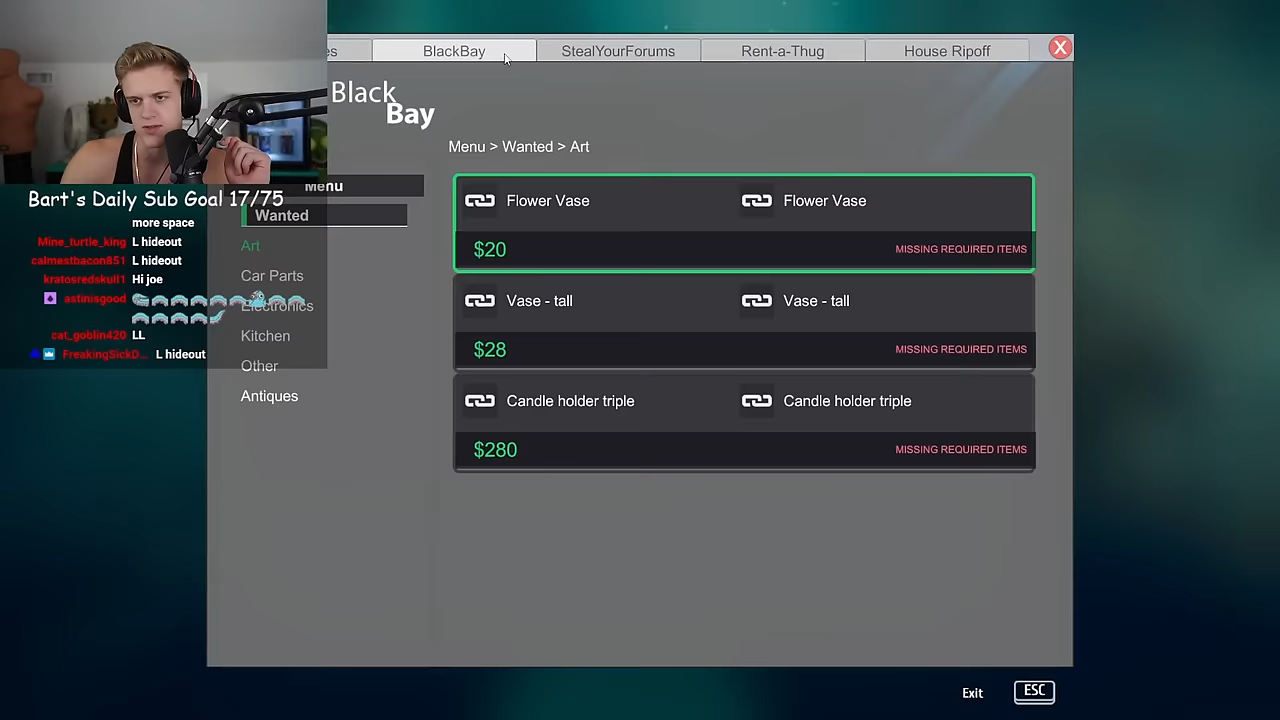 es
BlackBay
StealYourForums
Rent-a-Thug
House Ripoff
X
Black
Bay
Menu > Wanted > Art
Menu
Wanted
Art
Car Parts
Electronics
Kitchen
Other
Antiques
Flower Vase Flower Vase
$20 MISSING REQUIRED ITEMS
Vase - tall Vase - tall
$28 MISSING REQUIRED ITEMS
Candle holder triple Candle holder triple
$280 MISSING REQUIRED ITEMS
Bart's Daily Sub Goal 17/75
more space
Mine_turtle_king L hideout
calmestbacon851 L hideout
kratosredskull1 Hi joe
astinisgood
cat_goblin420 LL
FreakingSickD... L hideout
Exit ESC